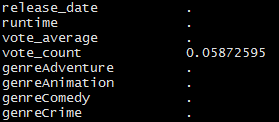 release_date .
runtime .
vote_average .
vote_count 0.05872595
genreAdventure .
genreAnimation .
genreComedy .
genreCrime .